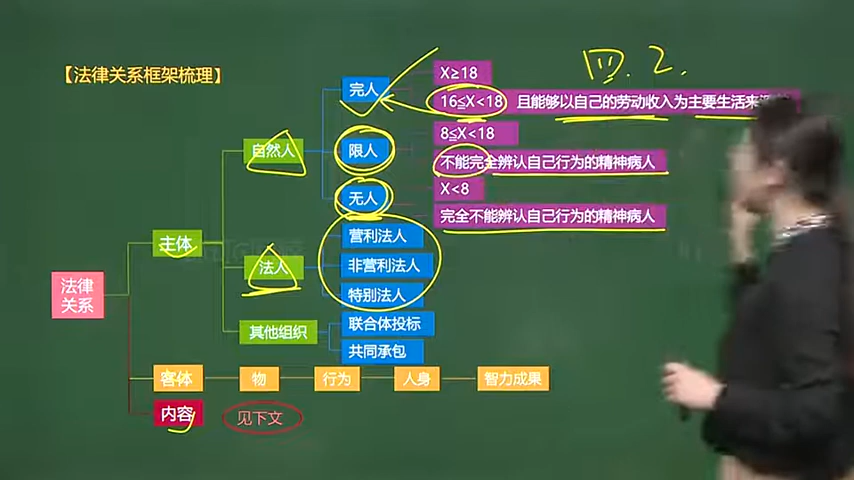 【法律关系框架梳理】
四.2.
完人
X≥18
16≦X<18 且能够以自己的劳动收入为主要生活来
自然人
限人
8≦X<18
不能完全辨认自己行为的精神病人
无人
X<8
完全不能辨认自己行为的精神病人
主体
法人
营利法人
非营利法人
特别法人
法律
关系
其他组织
联合体投标
共同承包
客体
物
行为
人身
智力成果
内容
见下文